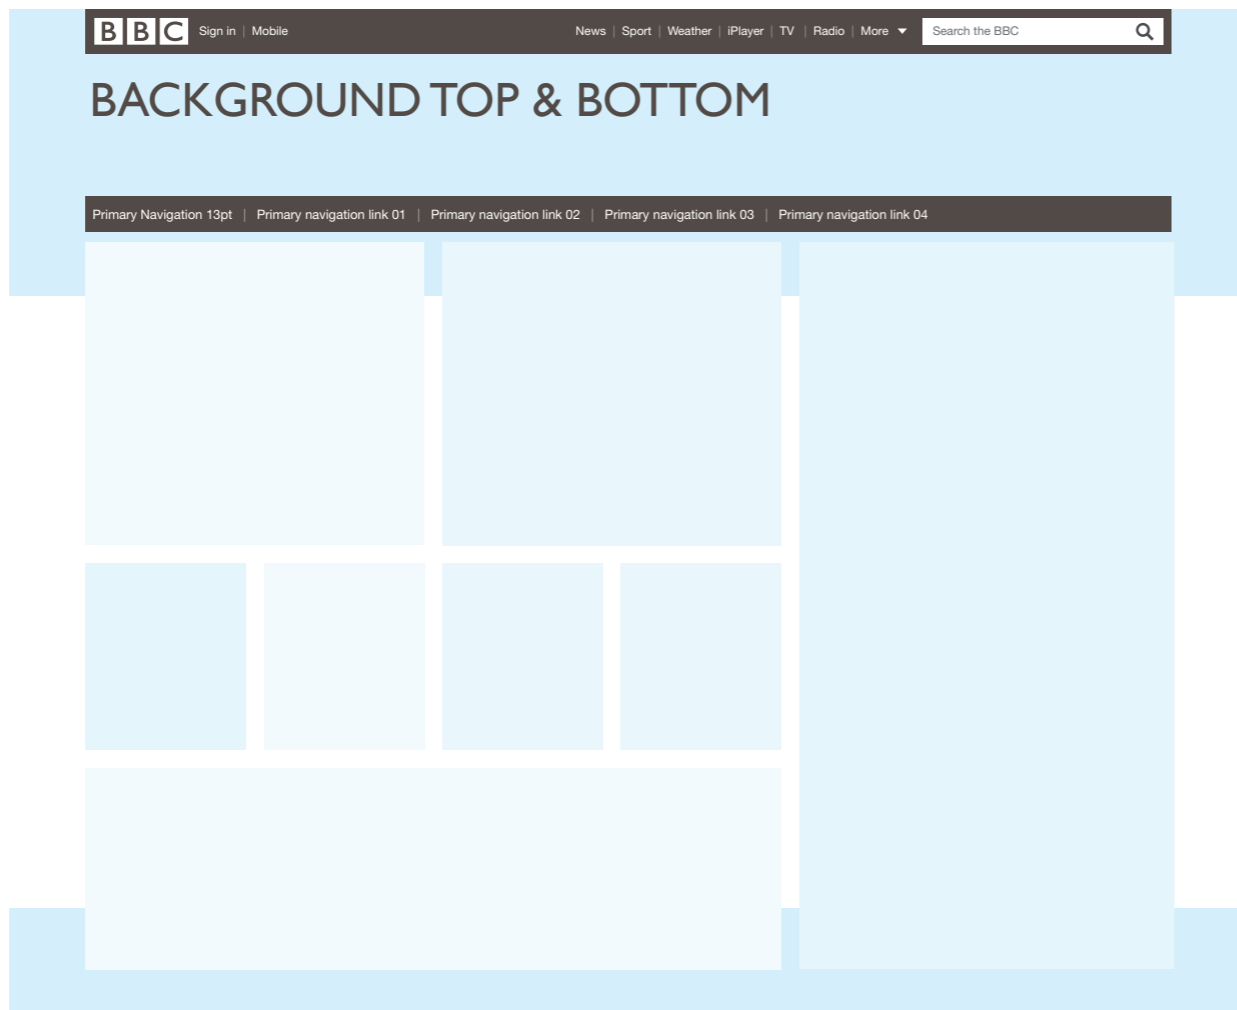 BBC Sign in | Mobile News | Sport | Weather | iPlayer | TV | Radio | More Search the BBC
BACKGROUND TOP & BOTTOM
Primary Navigation 13pt | Primary navigation link 01 | Primary navigation link 02 | Primary navigation link 03 | Primary navigation link 04